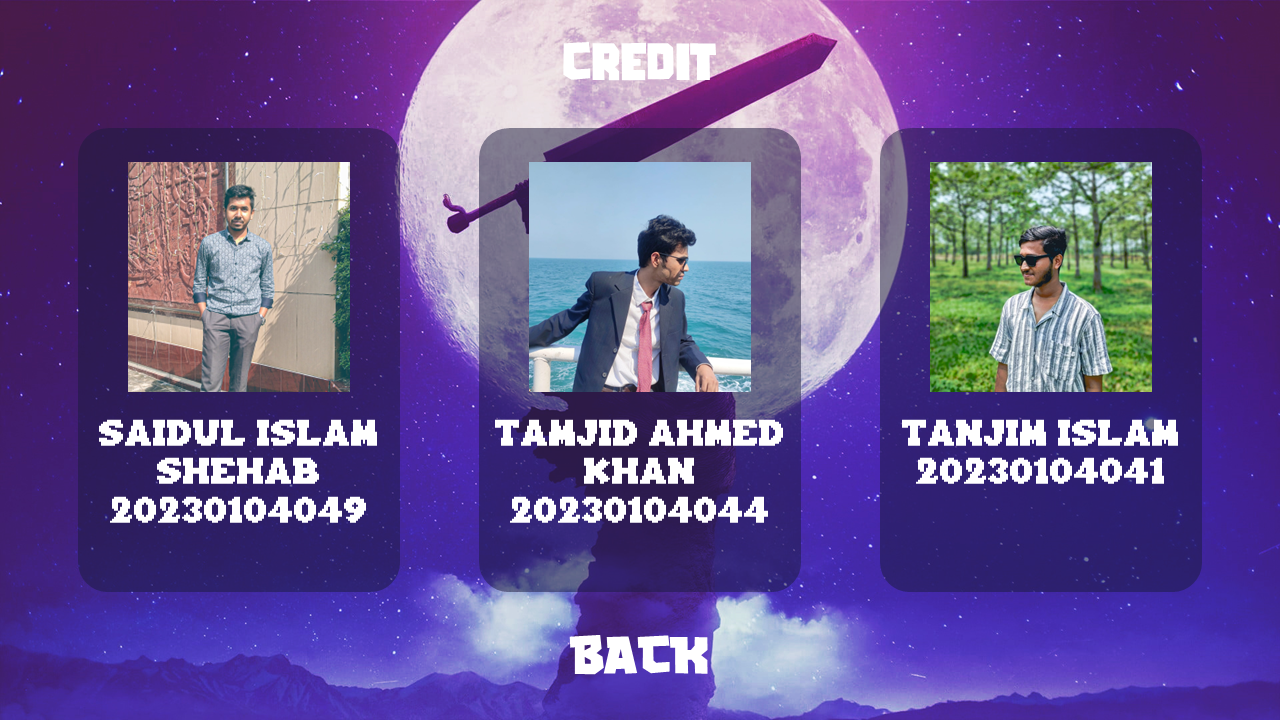 CREDIT
SAIDUL ISLAM
SHEHAB
20230104049
TAMJID AHMED
KHAN
20230104044
TANJIM ISLAM
20230104041
BACK